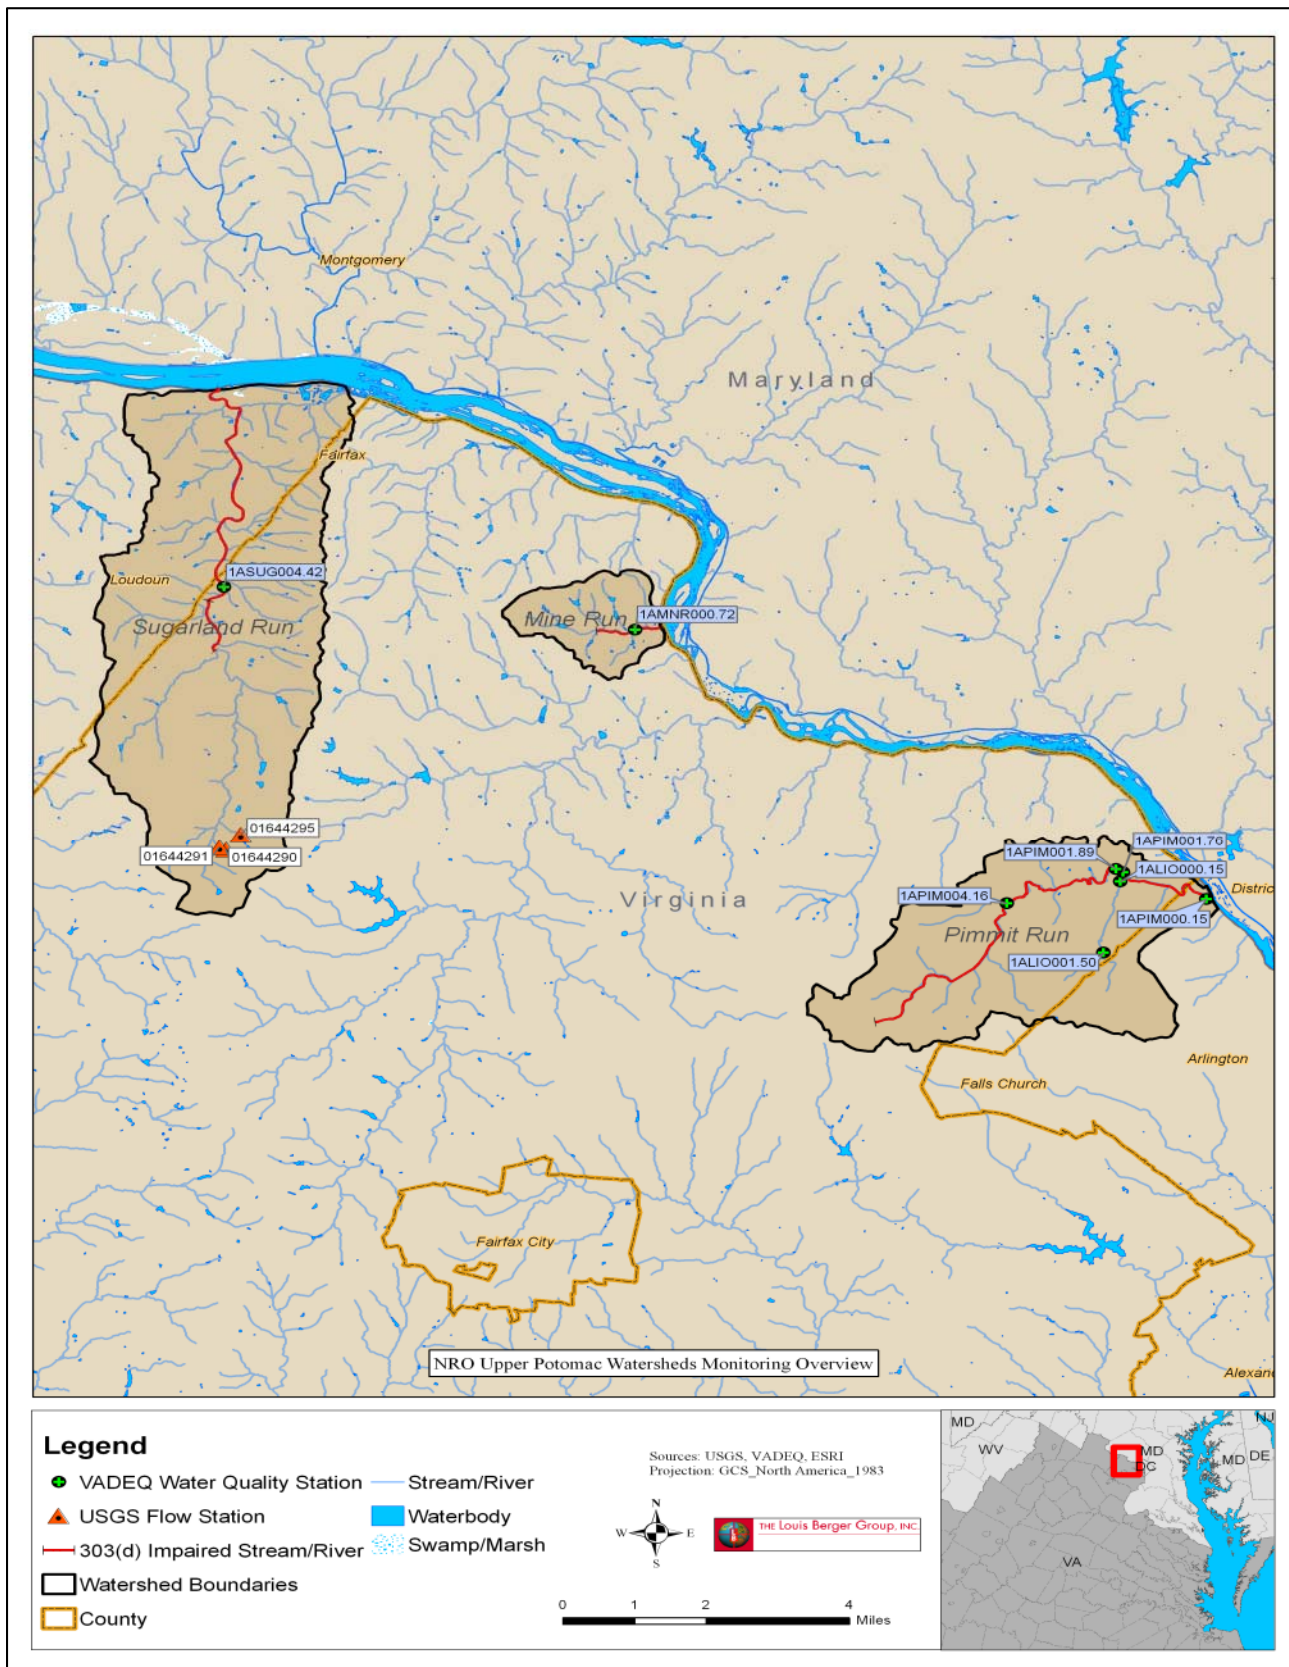 Montgomery
Maryland
Fairfax
Loudoun
1ASUG004.42
Sugarland Run
Mine Run
1AMNR000.72
01644295
01644291
01644290
Virginia
1APIM001.76
1APIM001.89
1ALIO000.15
1APIM004.16
Distric
1APIM000.15
Pimmit Run
1ALIO001.50
Arlington
Falls Church
Fairfax City
NRO Upper Potomac Watersheds Monitoring Overview
Alexan
Legend
VADEQ Water Quality Station
Stream/River
USGS Flow Station
Waterbody
303(d) Impaired Stream/River
Swamp/Marsh
Watershed Boundaries
County
Sources: USGS, VADEQ, ESRI
Projection: GCS_North America_1983
N
W
E
S
THE Louis Berger Group, INC.
0 1 2 4
Miles
MD
NJ
WV
MD
DC
MD
DE
VA